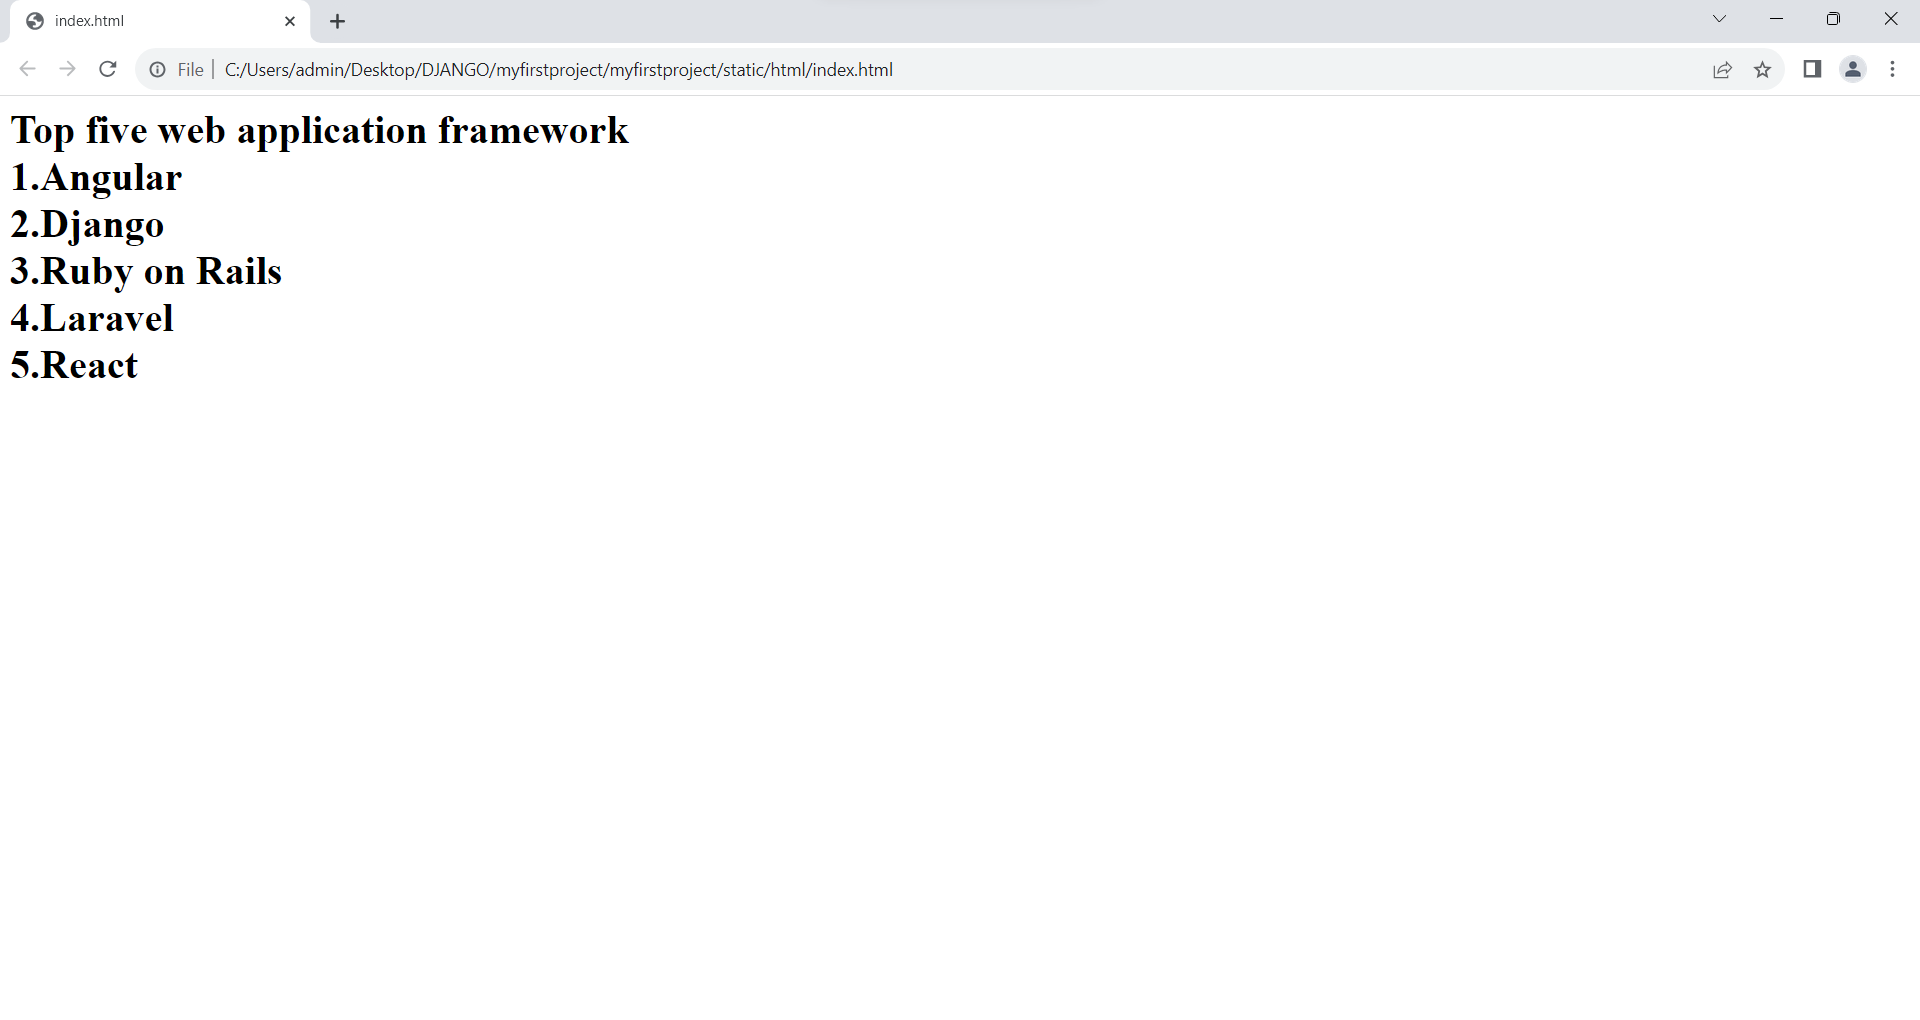 index.html
File
C:/Users/admin/Desktop/DJANGO/myfirstproject/myfirstproject/static/html/index.html
Top five web application framework
1.Angular
2.Django
3.Ruby on Rails
4.Laravel
5.React